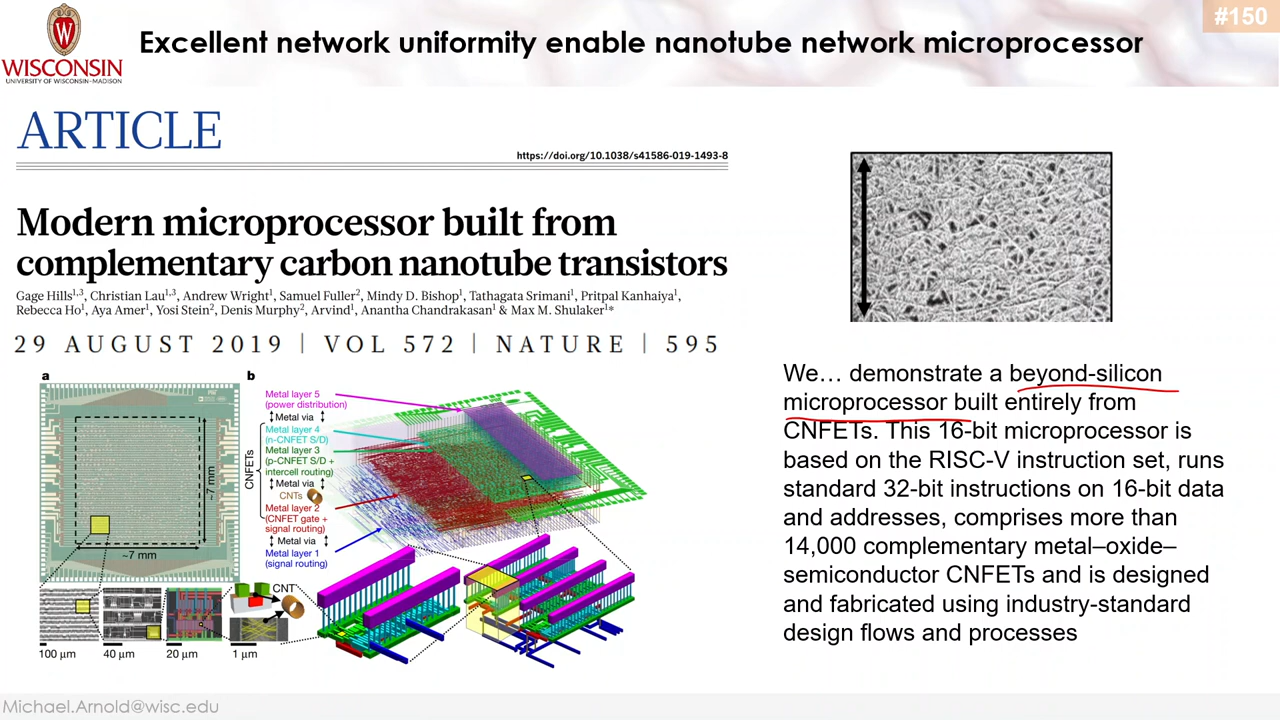 #150
Excellent network uniformity enable nanotube network microprocessor
WISCONSIN
UNIVERSITY OF WISCONSIN-MADISON
ARTICLE
https://doi.org/10.1038/s41586-019-1493-8
Modern microprocessor built from
complementary carbon nanotube transistors
Gage Hills1,3, Christian Lau1,3, Andrew Wright1, Samuel Fuller2, Mindy D. Bishop1, Tathagata Srimani1, Pritpal Kanhaiya1,
Rebecca Ho1, Aya Amer1, Yosi Stein2, Denis Murphy2, Arvind1, Anantha Chandrakasan1 & Max M. Shulaker1*
29 AUGUST 2019 | VOL 572 | NATURE | 595
a
~7 mm
~7 mm
100 µm
40 µm
20 µm
1 µm
CNT
b
Metal layer 5
(power distribution)
Metal via
Metal layer 4
(n-CNFET S/D)
Metal layer 3
(p-CNFET S/D +
intercell routing)
Metal via
CNTs
Metal layer 2
(CNFET gate +
signal routing)
Metal via
Metal layer 1
(signal routing)
CNFETs
We… demonstrate a beyond-silicon
microprocessor built entirely from
CNFETs. This 16-bit microprocessor is
based on the RISC-V instruction set, runs
standard 32-bit instructions on 16-bit data
and addresses, comprises more than
14,000 complementary metal–oxide–
semiconductor CNFETs and is designed
and fabricated using industry-standard
design flows and processes
Michael.Arnold@wisc.edu